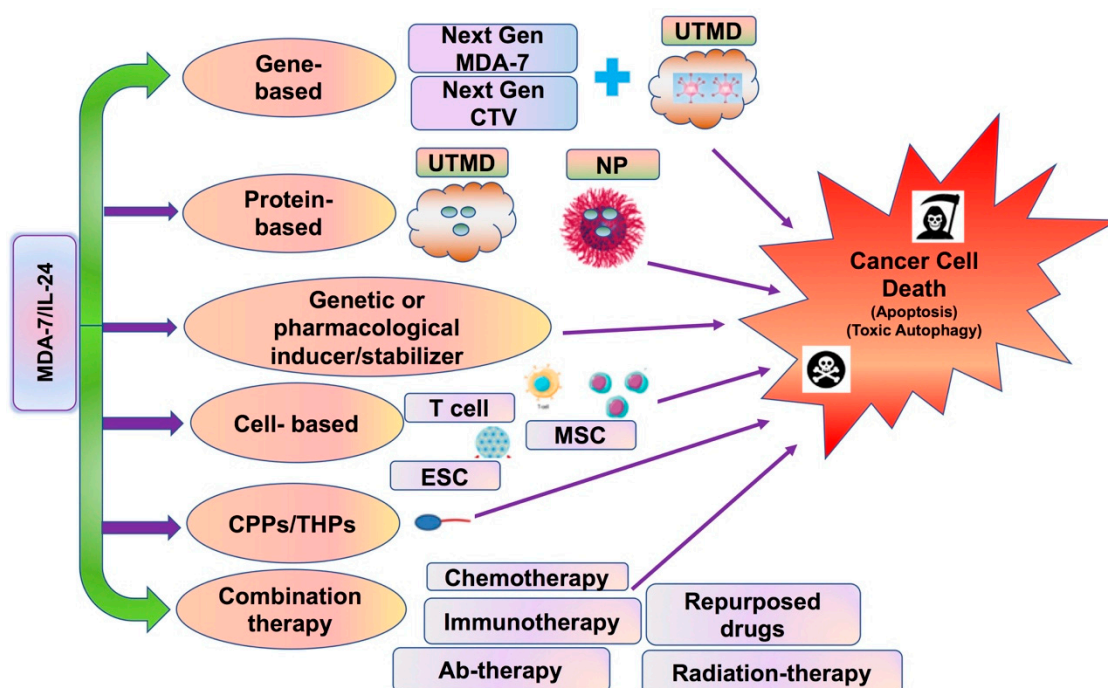 MDA-7/IL-24
Gene-
based
Next Gen
MDA-7
Next Gen
CTV
UTMD
Protein-
based
UTMD
NP
Genetic or
pharmacological
inducer/stabilizer
Cell- based
T cell
T cell
MSC
ESC
CPPs/THPs
Combination
therapy
Chemotherapy
Immunotherapy
Repurposed
drugs
Ab-therapy
Radiation-therapy
Cancer Cell
Death
(Apoptosis)
(Toxic Autophagy)